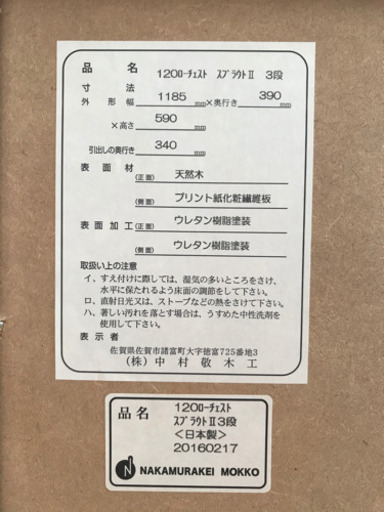 品 名 120ﾛｰﾁｪｽﾄ ｽﾌﾟﾗｳﾄⅡ 3段
寸 法
外 形 幅 1185 mm ×奥行き 390 mm
×高さ 590 mm
引出しの奥行き 340 mm
表 面 材 (正面) 天然木
(側面) プリント紙化粧繊維板
表 面 加 工 (正面) ウレタン樹脂塗装
(側面) ウレタン樹脂塗装
取扱い上の注意
イ、すえ付けに際しては、湿気の多いところをさけ、
水平に保たれるよう床面の調節をして下さい。
ロ、直射日光又は、ストーブなどの熱をさけて下さい。
ハ、著しい汚れを落とす場合は、うすめた中性洗剤を
使用して下さい。
表 示 者
佐賀県佐賀市諸富町大字徳富725番地3
(株) 中 村 敬 木 工
品名 120ﾛｰﾁｪｽﾄ
ｽﾌﾟﾗｳﾄⅡ3段
<日本製>
20160217
NAKAMURAKEI MOKKO